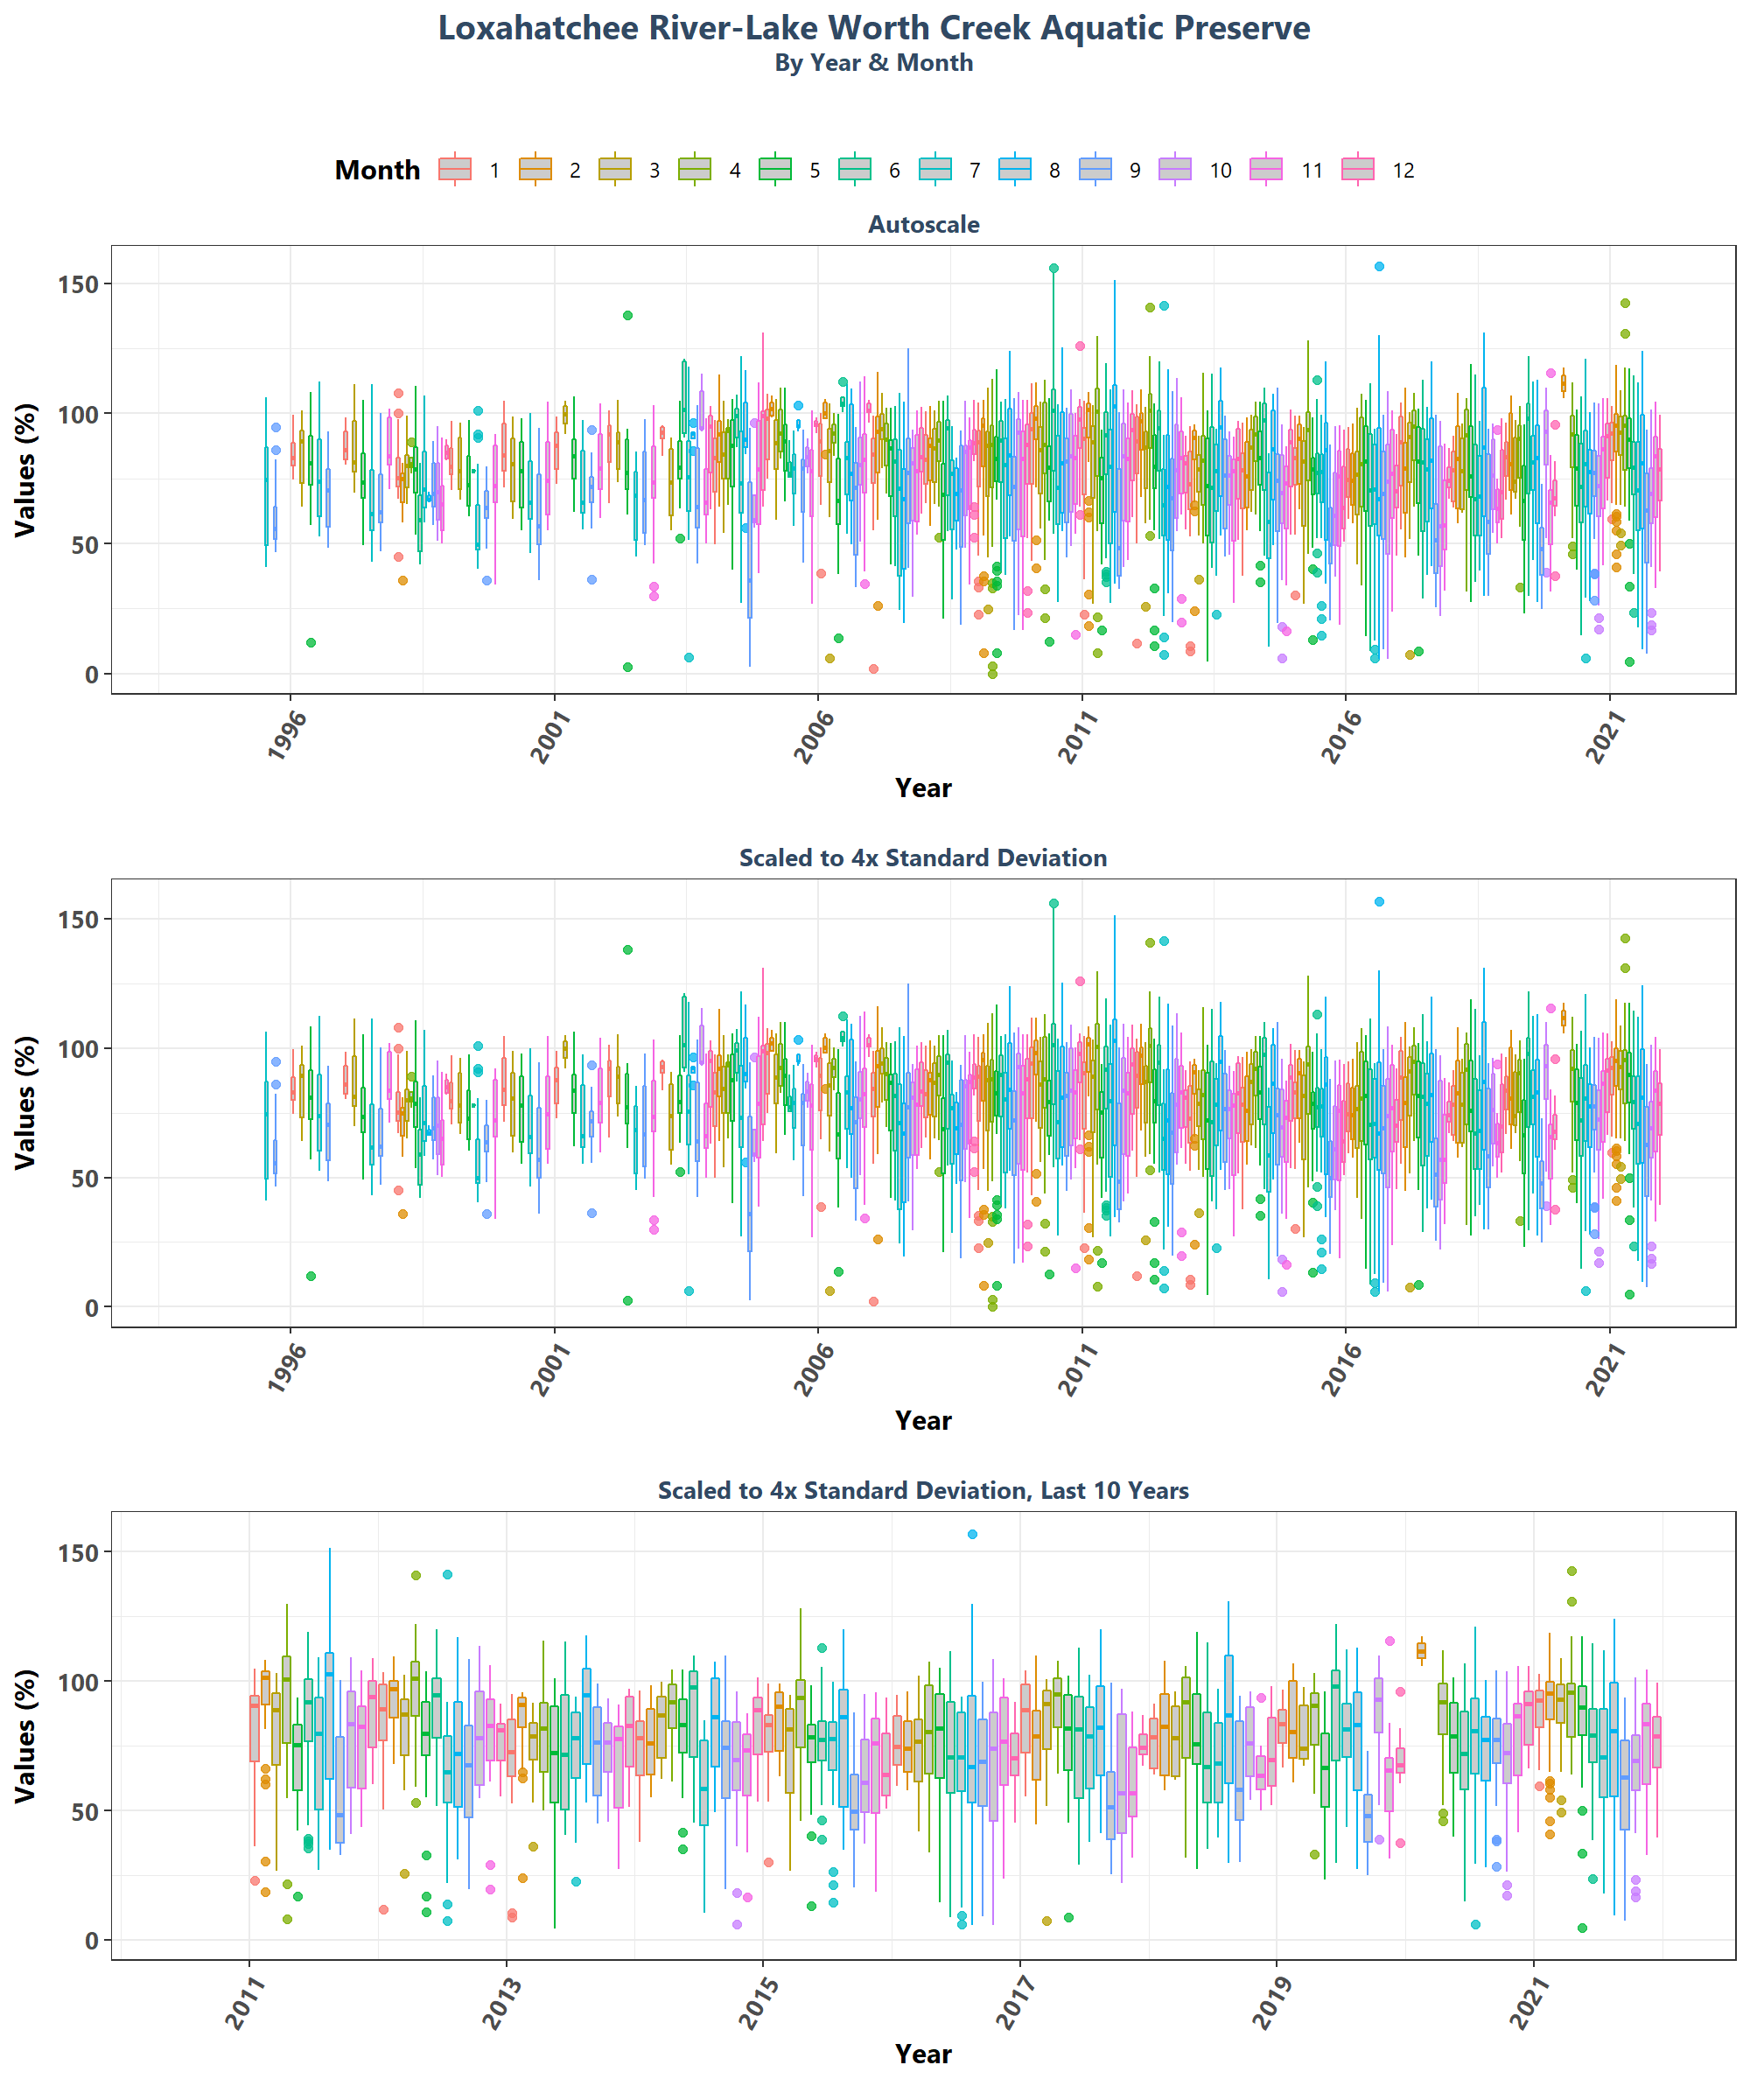 Loxahatchee River-Lake Worth Creek Aquatic Preserve
By Year & Month
Month 1 2 3 4 5 6 7 8 9 10 11 12
Autoscale
Values (%)
150
100
50
0
1996 2001 2006 2011 2016 2021
Year
Scaled to 4x Standard Deviation
Values (%)
150
100
50
0
1996 2001 2006 2011 2016 2021
Year
Scaled to 4x Standard Deviation, Last 10 Years
Values (%)
150
100
50
0
2011 2013 2015 2017 2019 2021
Year